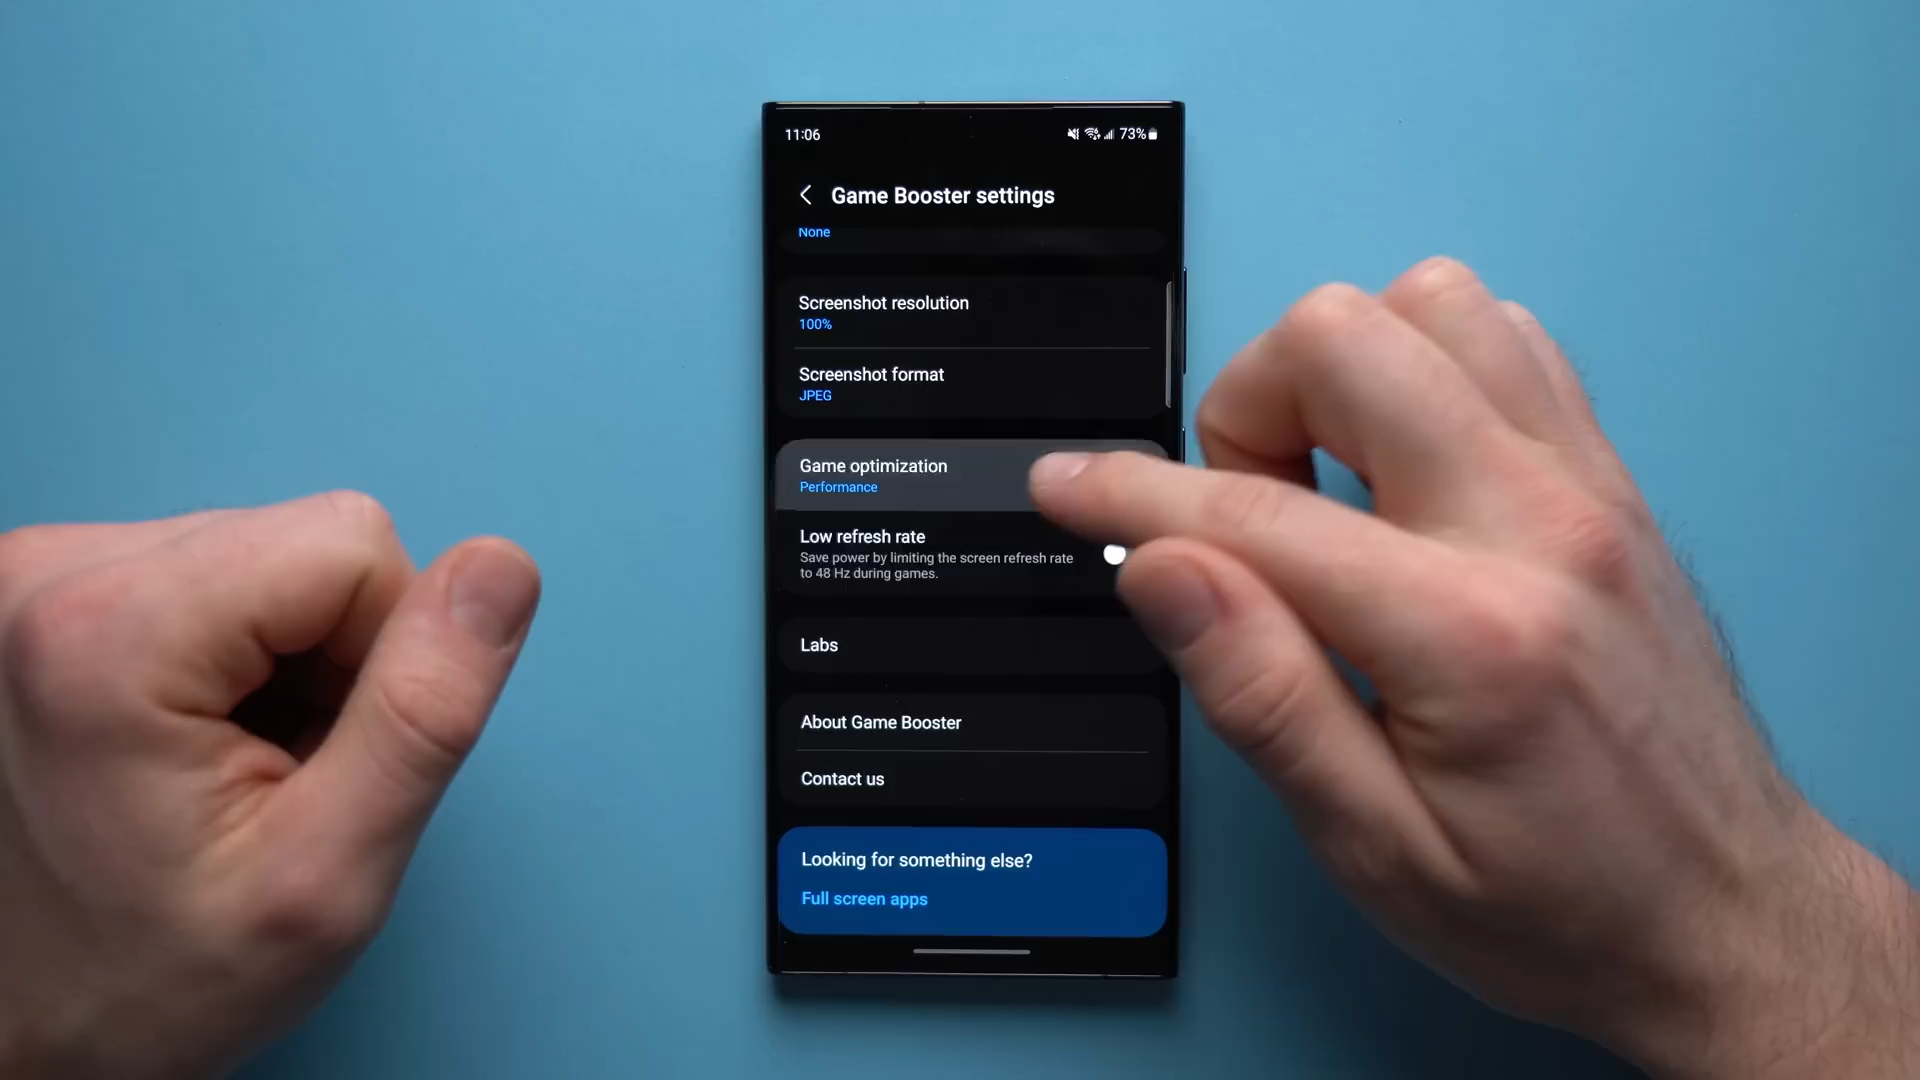 11:06
73%
Game Booster settings
None
Screenshot resolution
100%
Screenshot format
JPEG
Game optimization
Performance
Low refresh rate
Save power by limiting the screen refresh rate
to 48 Hz during games.
Labs
About Game Booster
Contact us
Looking for something else?
Full screen apps